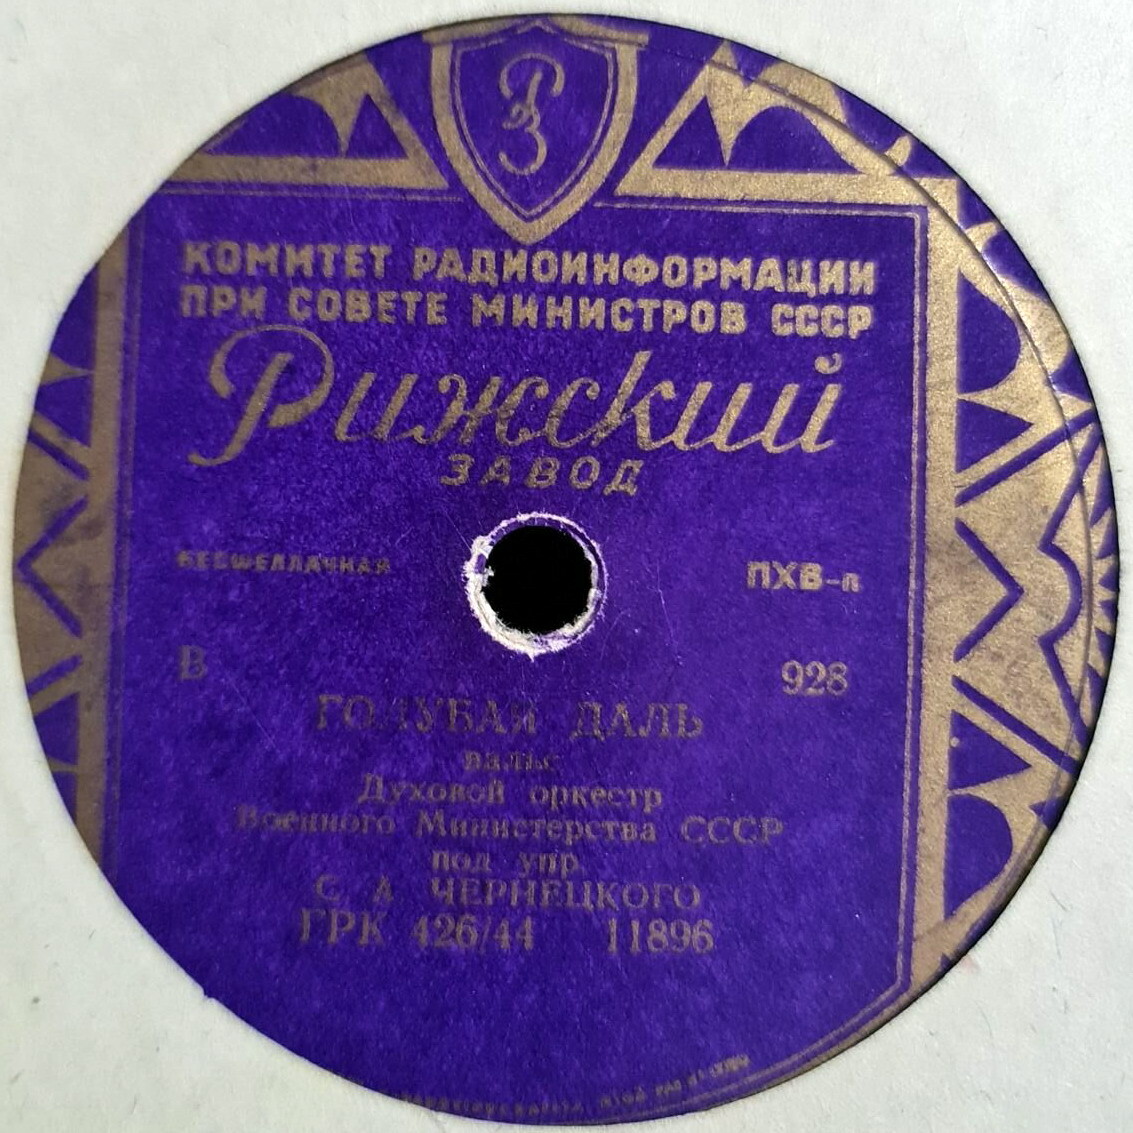 РЗ
КОМИТЕТ РАДИОИНФОРМАЦИИ
ПРИ СОВЕТЕ МИНИСТРОВ СССР
Рижский
ЗАВОД
БЕСШЕЛЛАЧНАЯ ПХВ-п
В 928
ГОЛУБАЯ ДАЛЬ
вальс
Духовой оркестр
Военного Министерства СССР
под упр.
С. А ЧЕРНЕЦКОГО
ГРК 426/44 11896